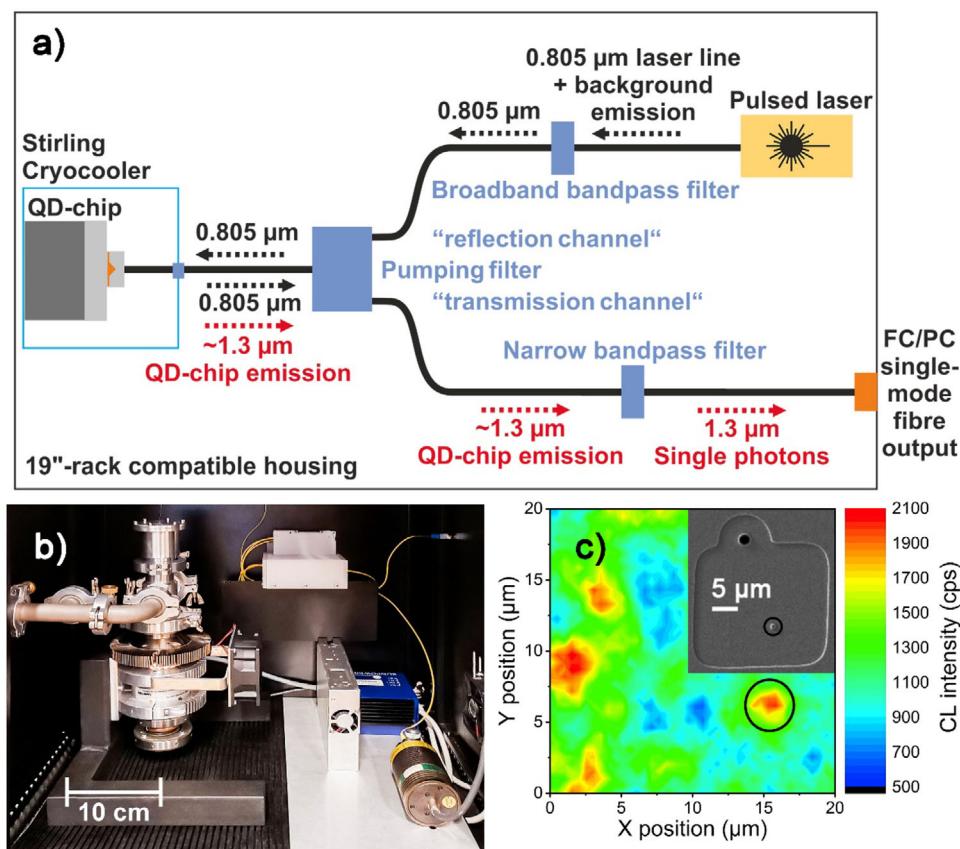 a)
0.805 µm laser line
+ background
emission
0.805 µm
Pulsed laser
Stirling
Cryocooler
QD-chip
Broadband bandpass filter
0.805 µm
“reflection channel“
Pumping filter
“transmission channel“
0.805 µm
~1.3 µm
QD-chip emission
Narrow bandpass filter
FC/PC
single-
mode
fibre
output
~1.3 µm
QD-chip emission
1.3 µm
Single photons
19"-rack compatible housing
b)
10 cm
c)
5 µm
20
15
10
5
0
Y position (µm)
0
5
10
15
20
X position (µm)
2100
1900
1700
1500
1300
1100
900
700
500
CL intensity (cps)